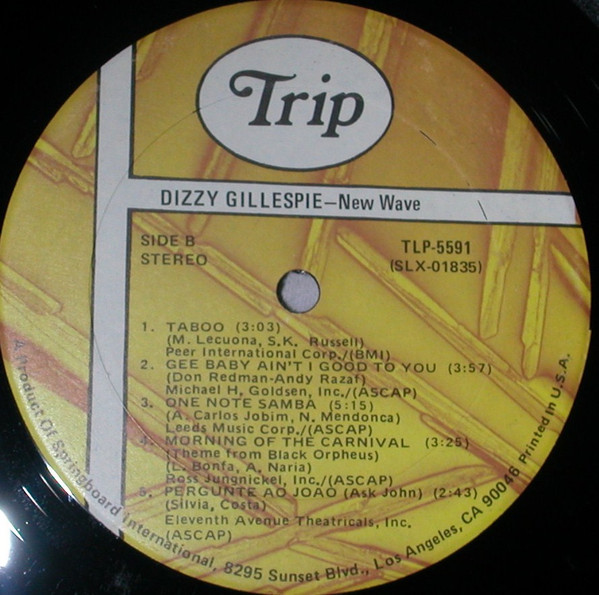 Trip
DIZZY GILLESPIE—New Wave
SIDE B
STEREO
TLP-5591
(SLX-01835)
1. TABOO (3:03)
(M. Lecuona, S.K. Russell)
Peer International Corp./(BMI)
2. GEE BABY AIN'T I GOOD TO YOU (3:57)
(Don Redman-Andy Razaf)
Michael H. Goldsen, Inc./(ASCAP)
3. ONE NOTE SAMBA (5:15)
(A. Carlos Jobim, N. Mendonca)
Leeds Music Corp./(ASCAP)
4. MORNING OF THE CARNIVAL (3:25)
(Theme from Black Orpheus)
(L. Bonfa, A. Naria)
Ross Jungnickel, Inc./(ASCAP)
5. PERGUNTE AO JOAO (Ask John) (2:43)
(Silvia, Costa)
Eleventh Avenue Theatricals, Inc.
(ASCAP)
A Product Of Springboard International, 8295 Sunset Blvd., Los Angeles, CA 90046 Printed In U.S.A.